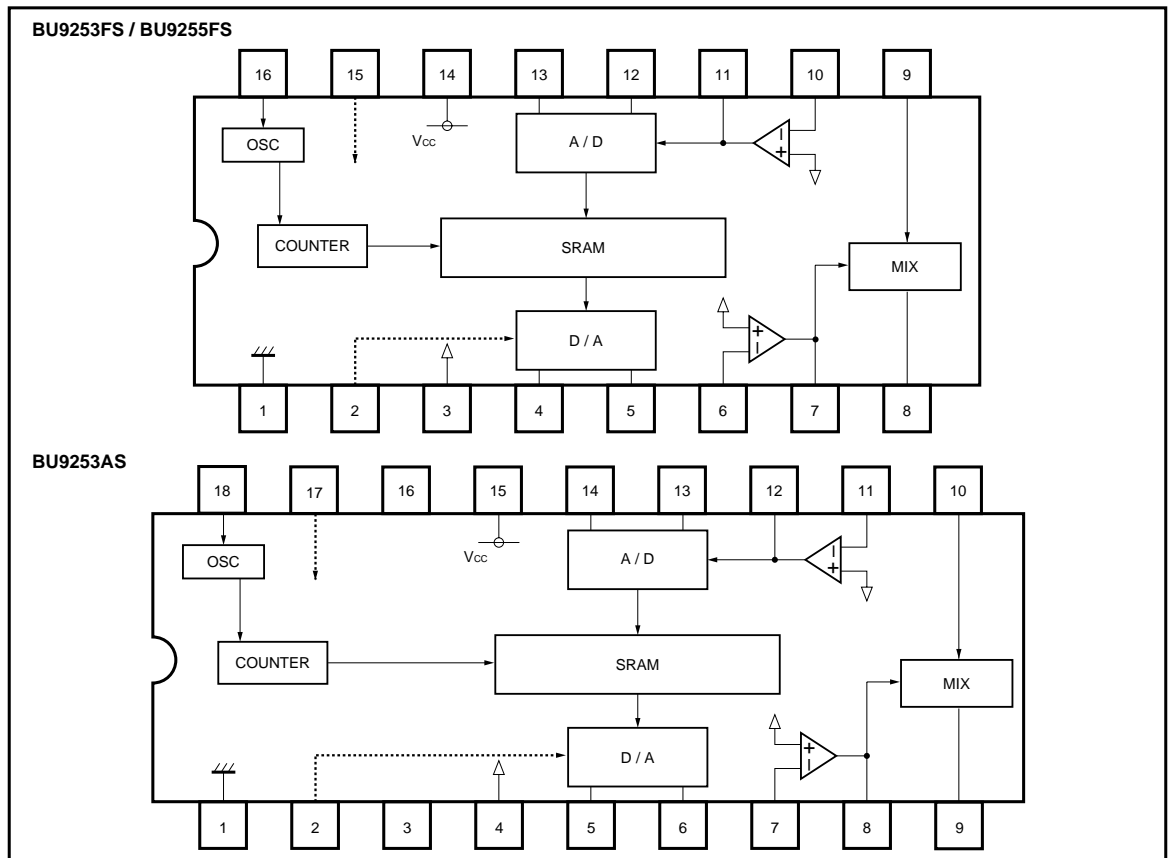 BU9253FS / BU9255FS
16 15 14 13 12 11 10 9
VCC
OSC
A / D
COUNTER
SRAM
MIX
D / A
1 2 3 4 5 6 7 8
BU9253AS
18 17 16 15 14 13 12 11 10
VCC
OSC
A / D
COUNTER
SRAM
MIX
D / A
1 2 3 4 5 6 7 8 9